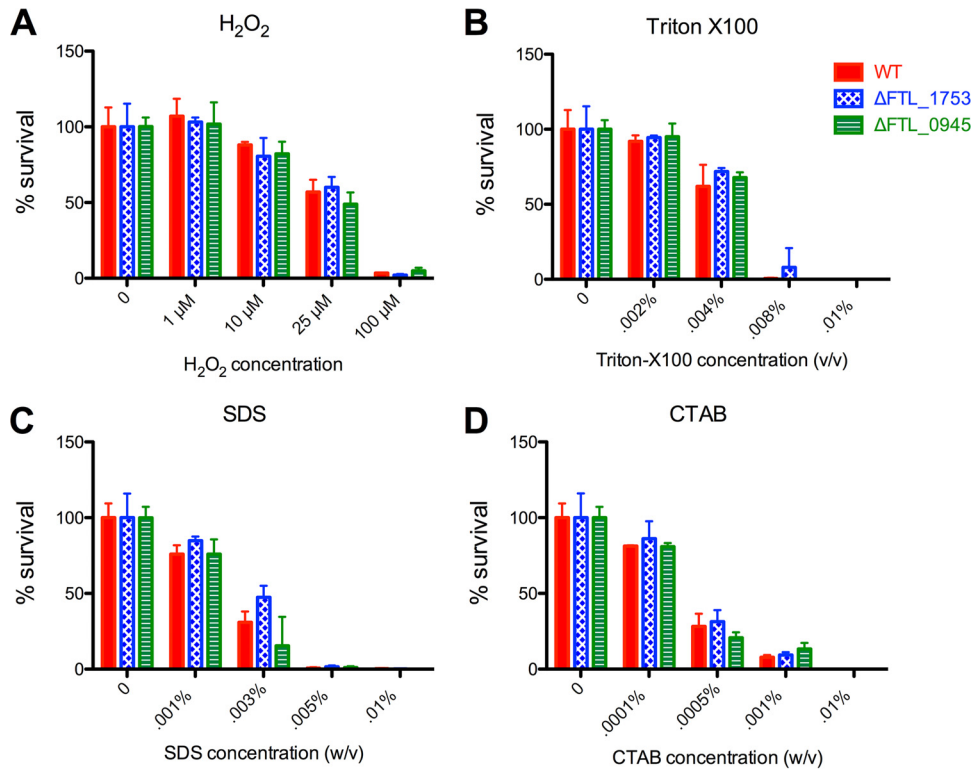 A
H₂O₂
% survival
150
100
50
0
0
1 µM
10 µM
25 µM
100 µM
H₂O₂ concentration
B
Triton X100
% survival
150
100
50
0
0
.002%
.004%
.008%
.01%
Triton-X100 concentration (v/v)
WT
ΔFTL_1753
ΔFTL_0945
C
SDS
% survival
150
100
50
0
0
.001%
.003%
.005%
.01%
SDS concentration (w/v)
D
CTAB
% survival
150
100
50
0
0
.0001%
.0005%
.001%
.01%
CTAB concentration (w/v)